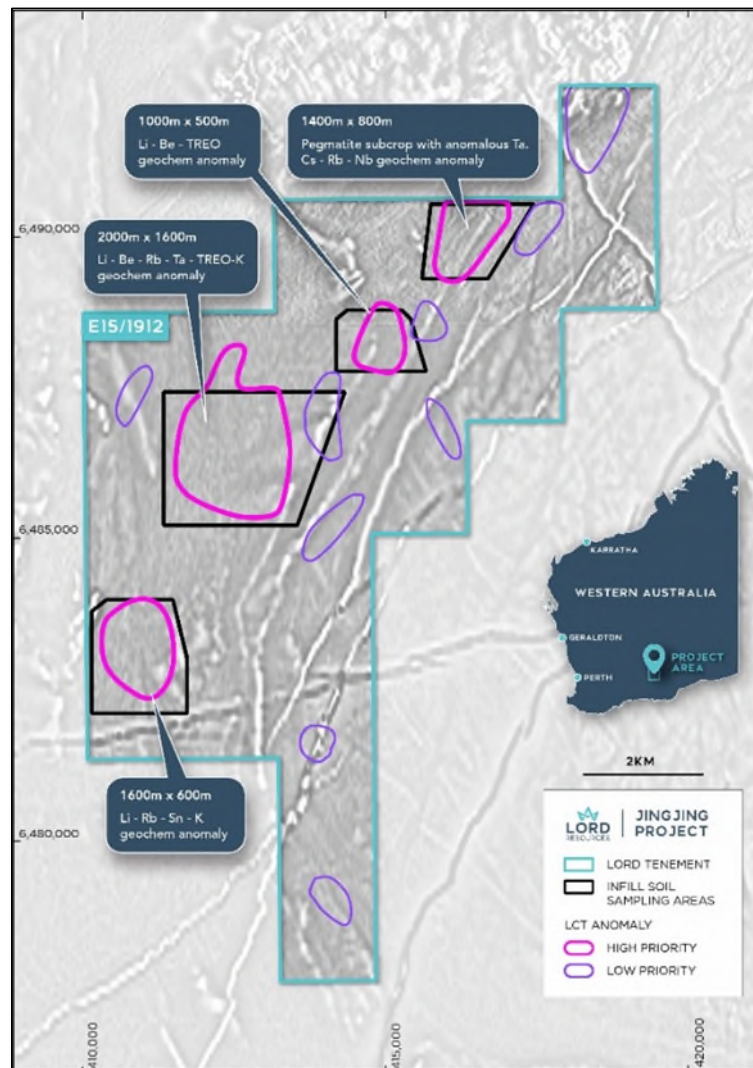 1000m x 500m
Li - Be - TREO
geochem anomaly
1400m x 800m
Pegmatite subcrop with anomalous Ta.
Cs - Rb - Nb geochem anomaly
6,490,000
2000m x 1600m
Li - Be - Rb - Ta - TREO-K
geochem anomaly
E15/1912
6,485,000
KARRATHA
WESTERN AUSTRALIA
GERALDTON
PERTH
PROJECT
AREA
1600m x 600m
Li - Rb - Sn - K
geochem anomaly
2KM
6,480,000
LORD
RESOURCES
JINGJING
PROJECT
LORD TENEMENT
INFILL SOIL
SAMPLING AREAS
LCT ANOMALY
HIGH PRIORITY
LOW PRIORITY
410,000
415,000
420,000